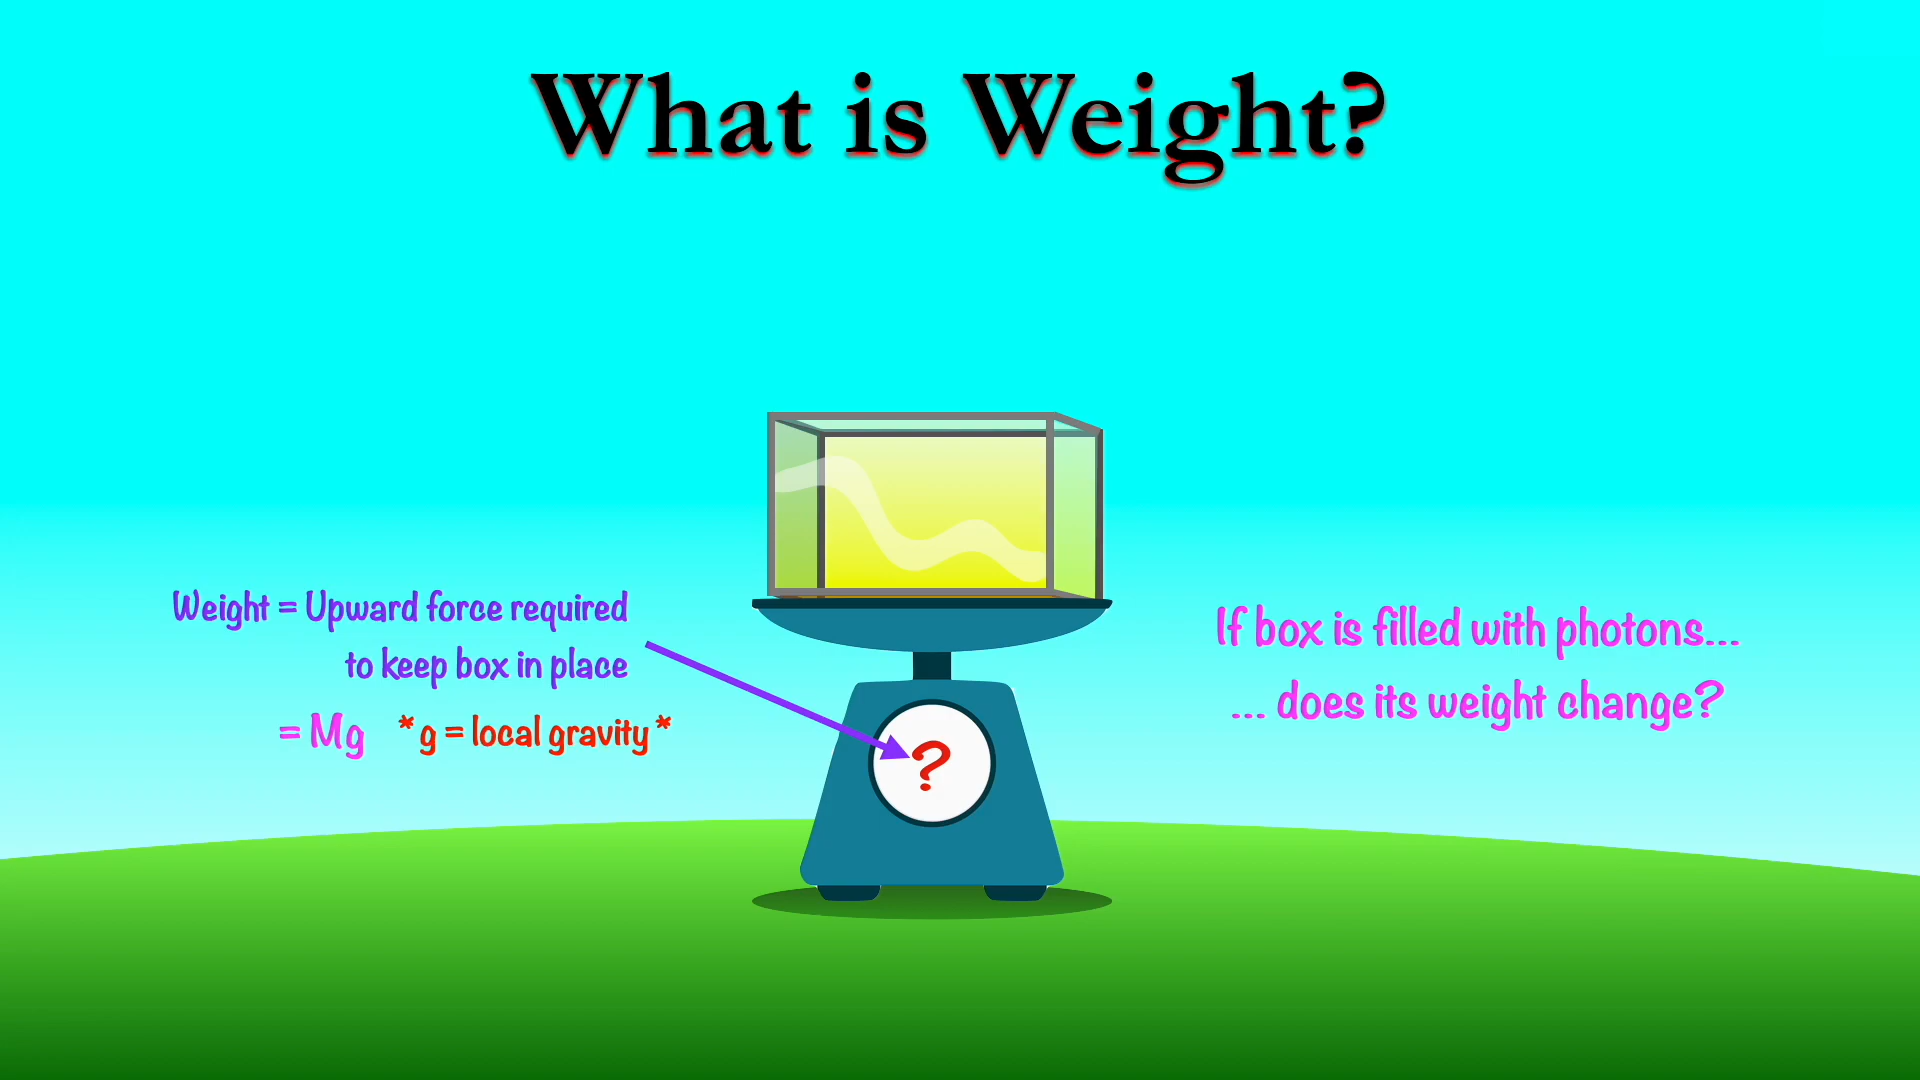 What is Weight?
Weight = Upward force required
to keep box in place
= Mg * g = local gravity *
?
If box is filled with photons...
... does its weight change?